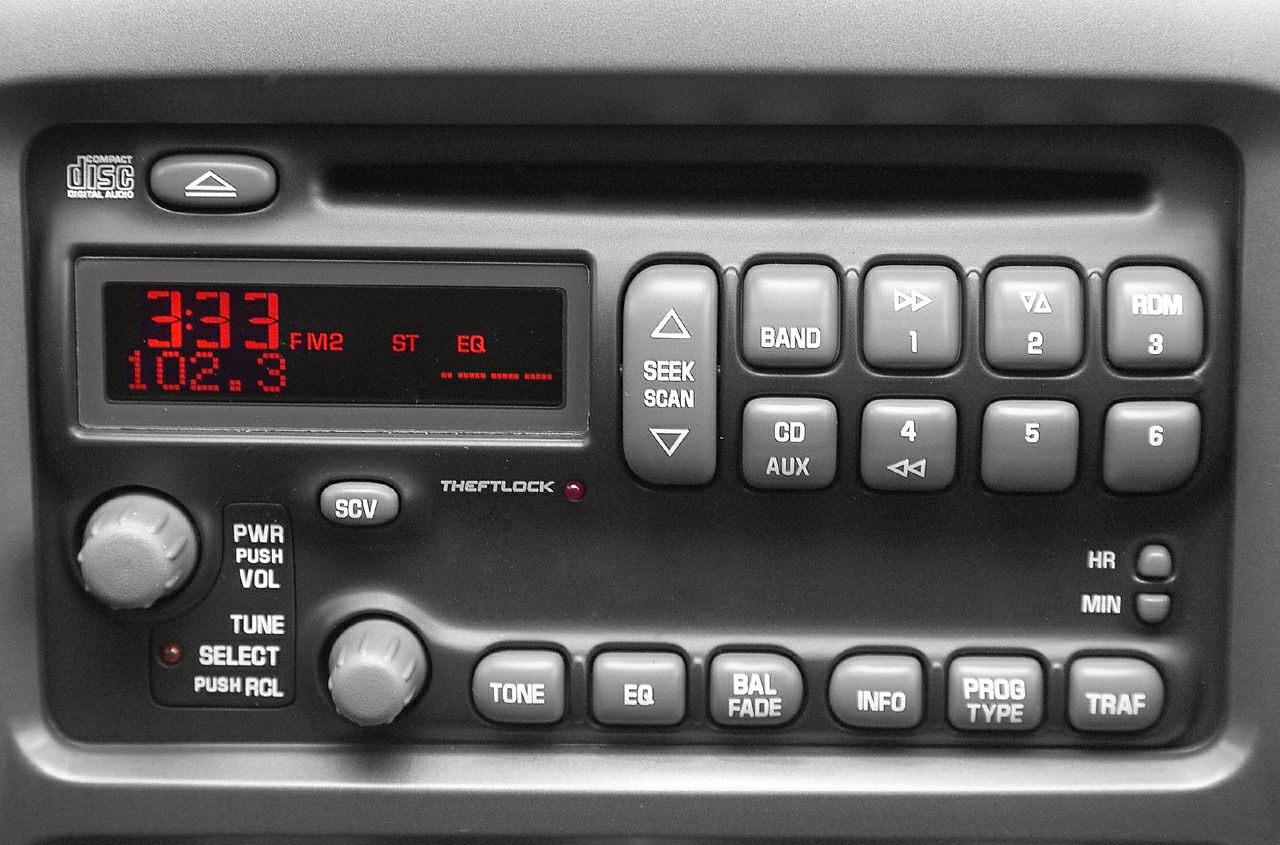 COMPACT
disc
DIGITAL AUDIO
3:33 FM2 ST EQ
102.3
SEEK
SCAN
BAND
1
2
RDM
3
CD
AUX
4
5
6
THEFTLOCK
SCV
PWR
PUSH
VOL
TUNE
SELECT
PUSH RCL
HR
MIN
TONE
EQ
BAL
FADE
INFO
PROG
TYPE
TRAF